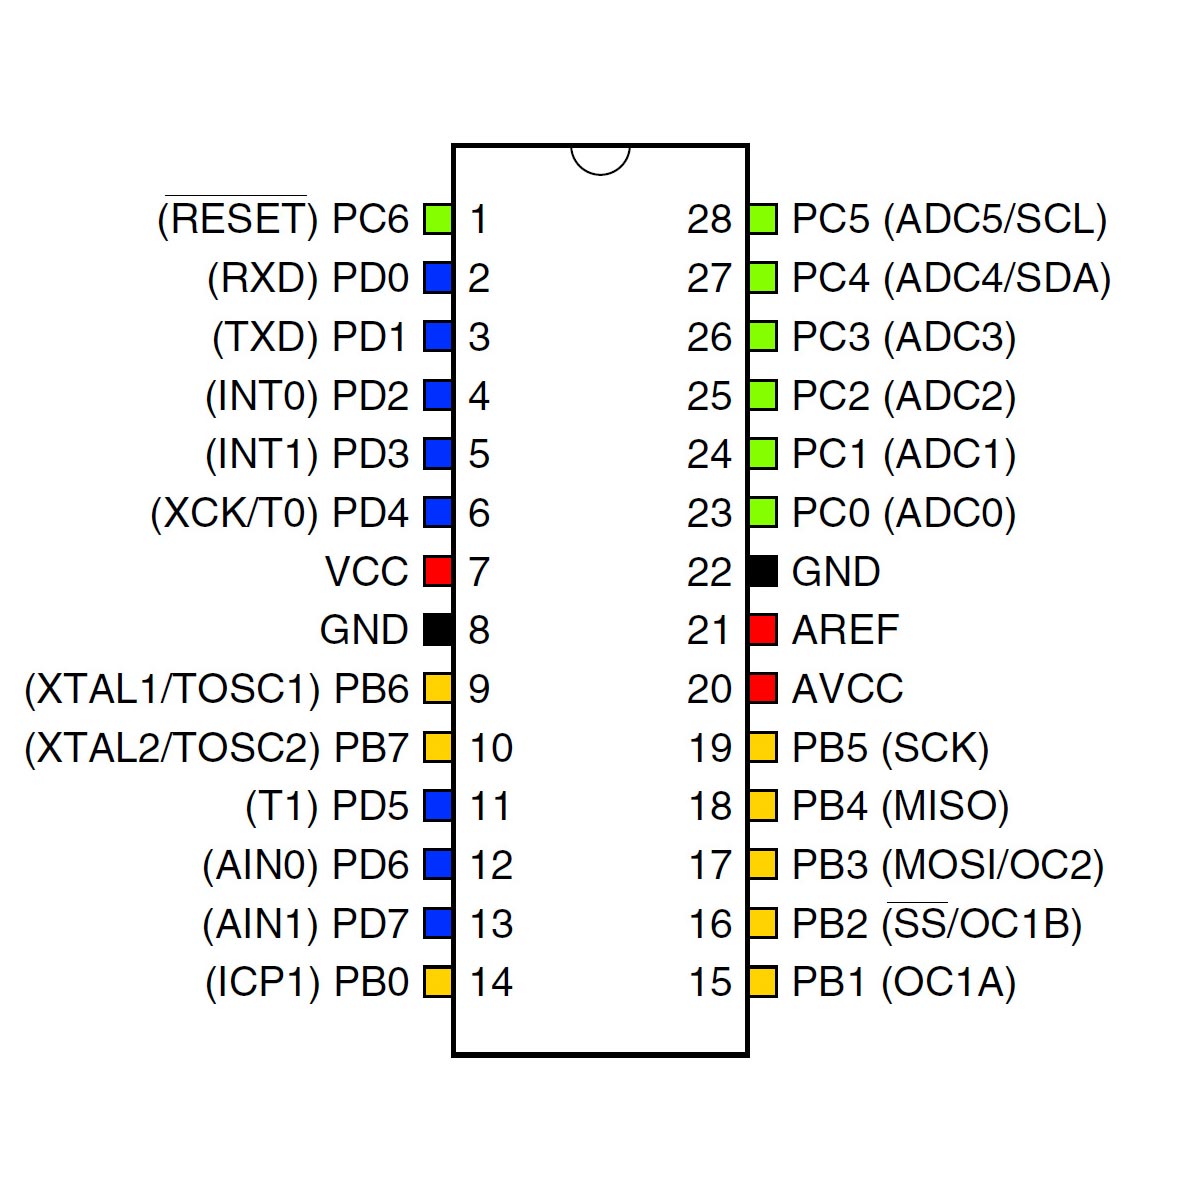 (RESET) PC6 1 28 PC5 (ADC5/SCL)
(RXD) PD0 2 27 PC4 (ADC4/SDA)
(TXD) PD1 3 26 PC3 (ADC3)
(INT0) PD2 4 25 PC2 (ADC2)
(INT1) PD3 5 24 PC1 (ADC1)
(XCK/T0) PD4 6 23 PC0 (ADC0)
VCC 7 22 GND
GND 8 21 AREF
(XTAL1/TOSC1) PB6 9 20 AVCC
(XTAL2/TOSC2) PB7 10 19 PB5 (SCK)
(T1) PD5 11 18 PB4 (MISO)
(AIN0) PD6 12 17 PB3 (MOSI/OC2)
(AIN1) PD7 13 16 PB2 (SS/OC1B)
(ICP1) PB0 14 15 PB1 (OC1A)